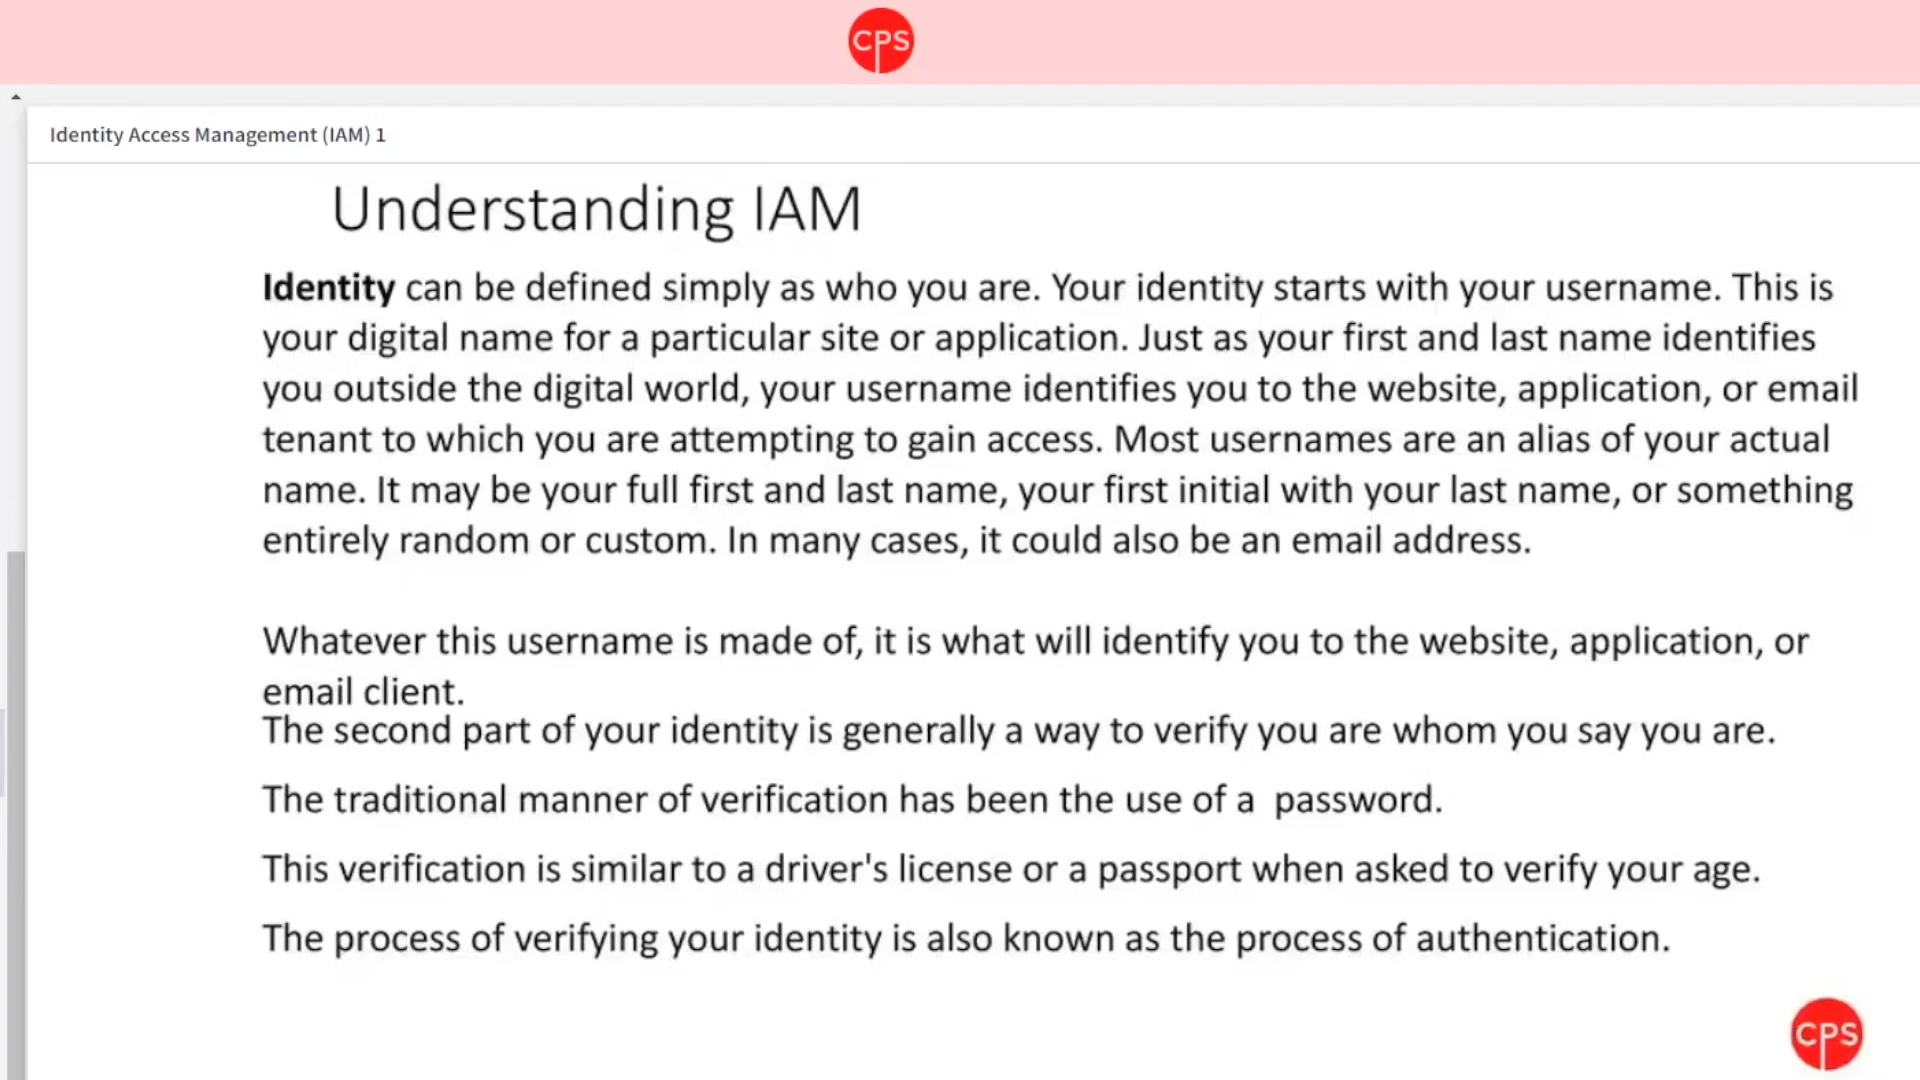 CPS
Identity Access Management (IAM) 1
Understanding IAM
Identity can be defined simply as who you are. Your identity starts with your username. This is
your digital name for a particular site or application. Just as your first and last name identifies
you outside the digital world, your username identifies you to the website, application, or email
tenant to which you are attempting to gain access. Most usernames are an alias of your actual
name. It may be your full first and last name, your first initial with your last name, or something
entirely random or custom. In many cases, it could also be an email address.
Whatever this username is made of, it is what will identify you to the website, application, or
email client.
The second part of your identity is generally a way to verify you are whom you say you are.
The traditional manner of verification has been the use of a  password.
This verification is similar to a driver's license or a passport when asked to verify your age.
The process of verifying your identity is also known as the process of authentication.
CPS